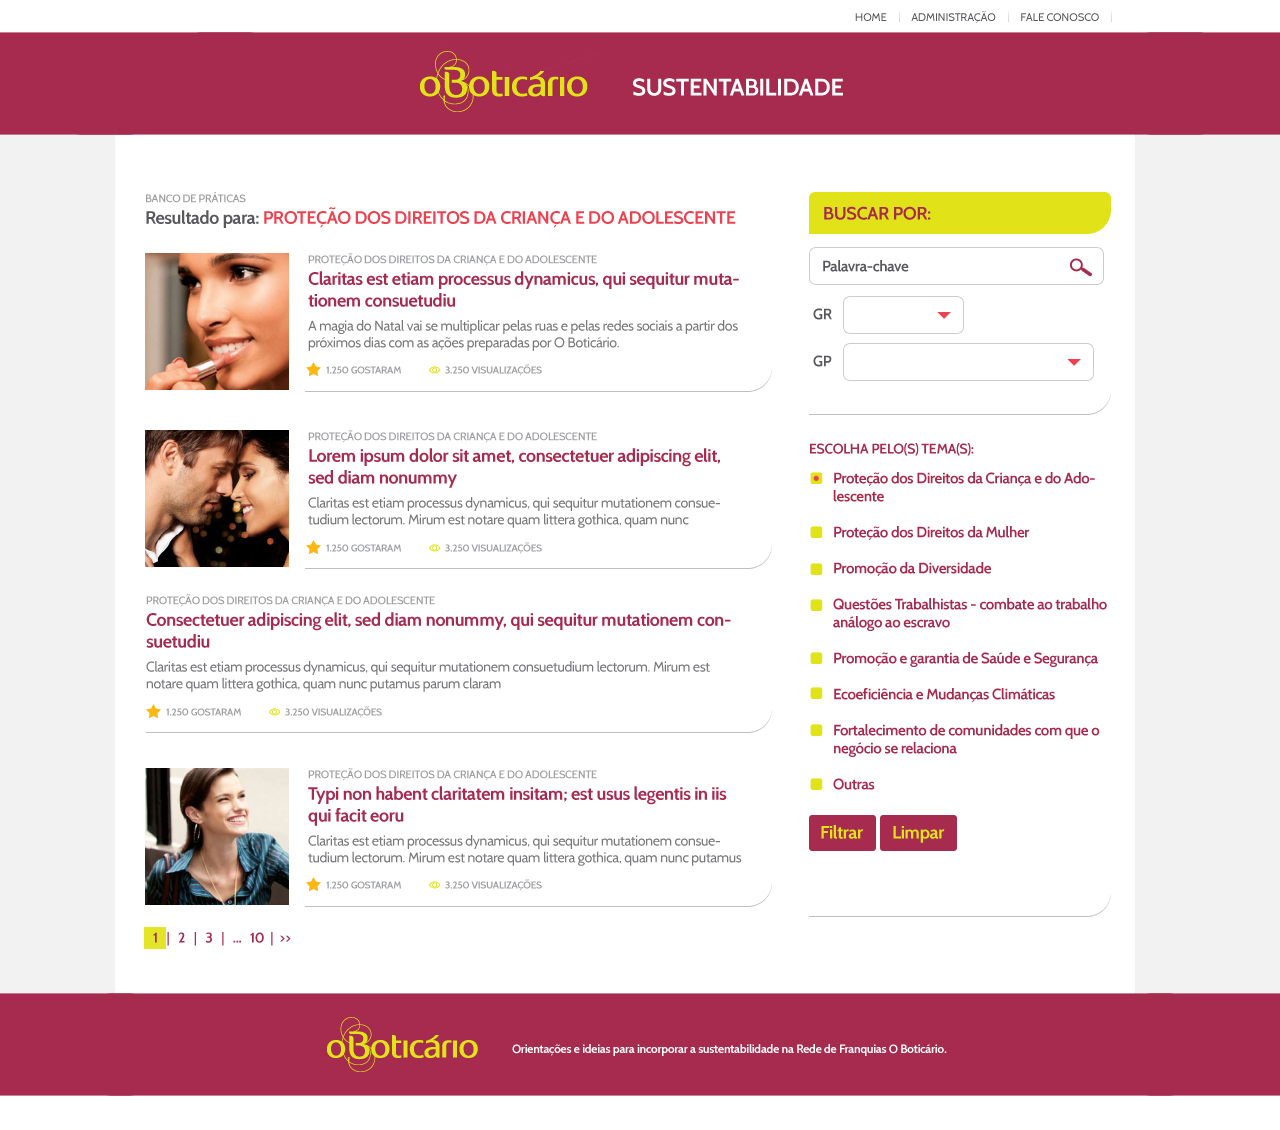 HOME
ADMINISTRAÇÃO
FALE CONOSCO
oBoticário
SUSTENTABILIDADE
BANCO DE PRÁTICAS
Resultado para: PROTEÇÃO DOS DIREITOS DA CRIANÇA E DO ADOLESCENTE
PROTEÇÃO DOS DIREITOS DA CRIANÇA E DO ADOLESCENTE
Claritas est etiam processus dynamicus, qui sequitur muta-
tionem consuetudiu
A magia do Natal vai se multiplicar pelas ruas e pelas redes sociais a partir dos
próximos dias com as ações preparadas por O Boticário.
1.250 GOSTARAM
3.250 VISUALIZAÇÕES
PROTEÇÃO DOS DIREITOS DA CRIANÇA E DO ADOLESCENTE
Lorem ipsum dolor sit amet, consectetuer adipiscing elit,
sed diam nonummy
Claritas est etiam processus dynamicus, qui sequitur mutationem consue-
tudium lectorum. Mirum est notare quam littera gothica, quam nunc
1.250 GOSTARAM
3.250 VISUALIZAÇÕES
PROTEÇÃO DOS DIREITOS DA CRIANÇA E DO ADOLESCENTE
Consectetuer adipiscing elit, sed diam nonummy, qui sequitur mutationem con-
suetudiu
Claritas est etiam processus dynamicus, qui sequitur mutationem consuetudium lectorum. Mirum est
notare quam littera gothica, quam nunc putamus parum claram
1.250 GOSTARAM
3.250 VISUALIZAÇÕES
PROTEÇÃO DOS DIREITOS DA CRIANÇA E DO ADOLESCENTE
Typi non habent claritatem insitam; est usus legentis in iis
qui facit eoru
Claritas est etiam processus dynamicus, qui sequitur mutationem consue-
tudium lectorum. Mirum est notare quam littera gothica, quam nunc putamus
1.250 GOSTARAM
3.250 VISUALIZAÇÕES
1 | 2 | 3 | ... 10 | >>
BUSCAR POR:
Palavra-chave
GR
GP
ESCOLHA PELO(S) TEMA(S):
Proteção dos Direitos da Criança e do Ado-
lescente
Proteção dos Direitos da Mulher
Promoção da Diversidade
Questões Trabalhistas - combate ao trabalho
análogo ao escravo
Promoção e garantia de Saúde e Segurança
Ecoeficiência e Mudanças Climáticas
Fortalecimento de comunidades com que o
negócio se relaciona
Outras
Filtrar
Limpar
oBoticário
Orientações e ideias para incorporar a sustentabilidade na Rede de Franquias O Boticário.